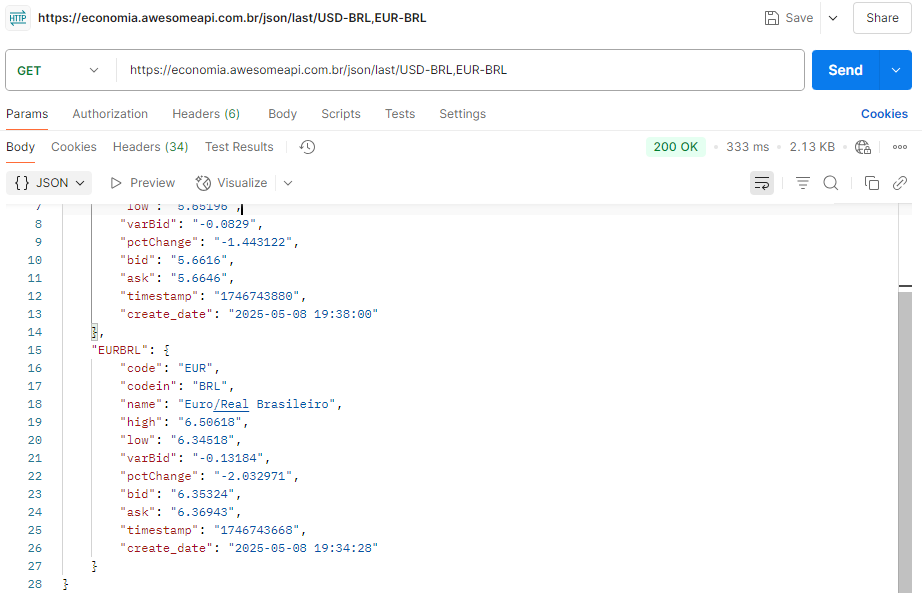 HTTP https://economia.awesomeapi.com.br/json/last/USD-BRL,EUR-BRL Save Share
GET https://economia.awesomeapi.com.br/json/last/USD-BRL,EUR-BRL Send
Params Authorization Headers (6) Body Scripts Tests Settings Cookies
Body Cookies Headers (34) Test Results 200 OK • 333 ms • 2.13 KB
{} JSON Preview Visualize
7 "low": "5.65196",
8 "varBid": "-0.0829",
9 "pctChange": "-1.443122",
10 "bid": "5.6616",
11 "ask": "5.6646",
12 "timestamp": "1746743880",
13 "create_date": "2025-05-08 19:38:00"
14 },
15 "EURBRL": {
16 "code": "EUR",
17 "codein": "BRL",
18 "name": "Euro/Real Brasileiro",
19 "high": "6.50618",
20 "low": "6.34518",
21 "varBid": "-0.13184",
22 "pctChange": "-2.032971",
23 "bid": "6.35324",
24 "ask": "6.36943",
25 "timestamp": "1746743668",
26 "create_date": "2025-05-08 19:34:28"
27 }
28 }